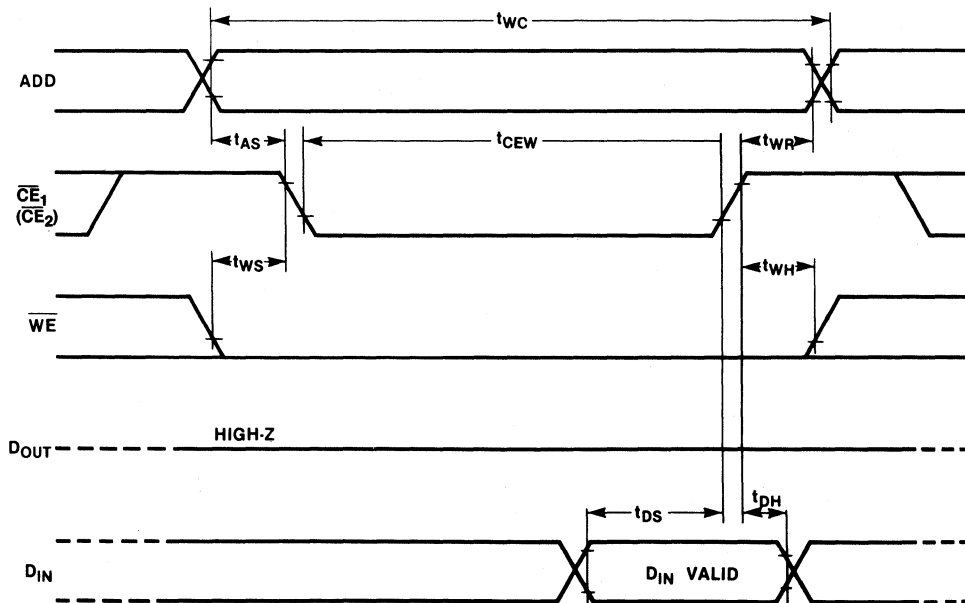 tWC
ADD
tAS
tCEW
tWR
CE1
(CE2)
tWS
tWH
WE
HIGH-Z
DOUT
tDS
tDH
DIN
DIN VALID